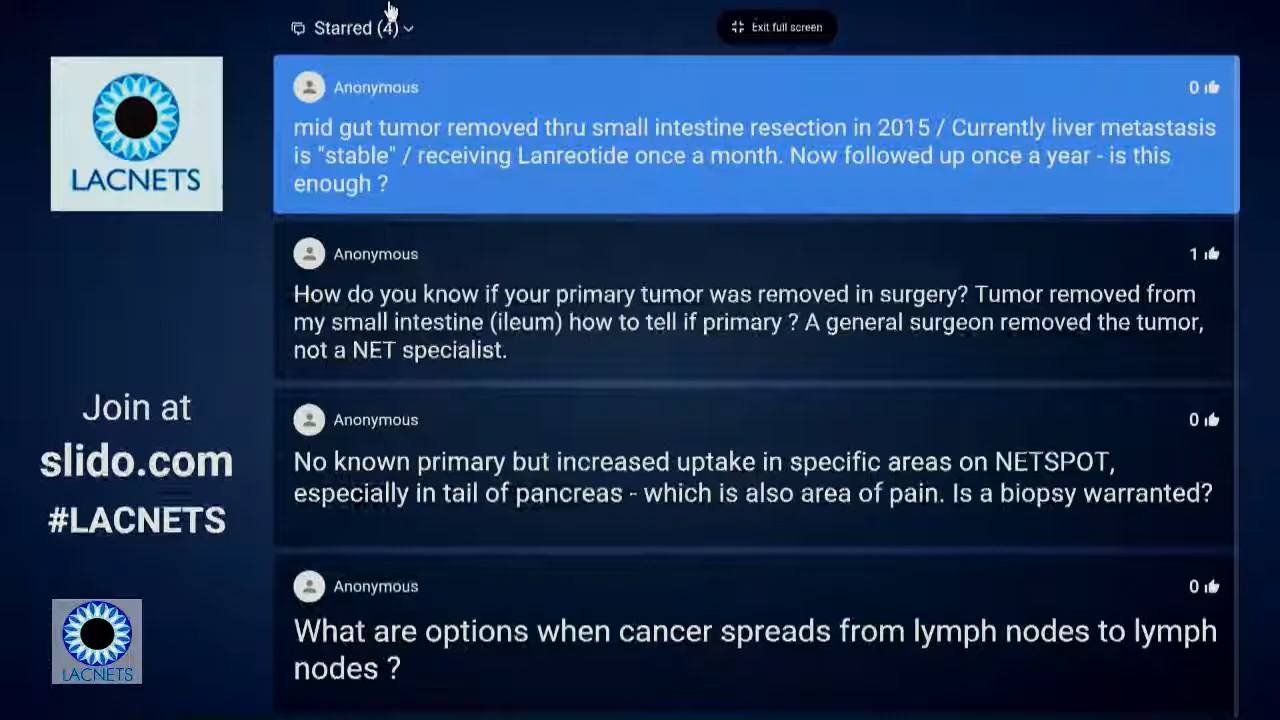 Starred (4)
Exit full screen
LACNETS
Anonymous
0
mid gut tumor removed thru small intestine resection in 2015 / Currently liver metastasis
is "stable" / receiving Lanreotide once a month. Now followed up once a year - is this
enough ?
Anonymous
1
How do you know if your primary tumor was removed in surgery? Tumor removed from
my small intestine (ileum) how to tell if primary ? A general surgeon removed the tumor,
not a NET specialist.
Join at
slido.com
#LACNETS
Anonymous
0
No known primary but increased uptake in specific areas on NETSPOT,
especially in tail of pancreas - which is also area of pain. Is a biopsy warranted?
Anonymous
0
What are options when cancer spreads from lymph nodes to lymph
nodes ?
LACNETS